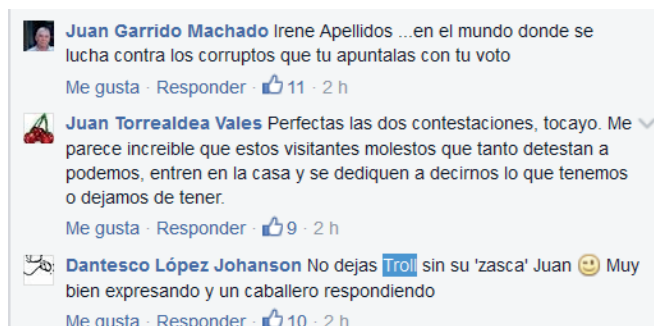 Juan Garrido Machado Irene Apellidos ...en el mundo donde se
lucha contra los corruptos que tu apuntalas con tu voto
Me gusta · Responder · 11 · 2 h
Juan Torrealdea Vales Perfectas las dos contestaciones, tocayo. Me
parece increible que estos visitantes molestos que tanto detestan a
podemos, entren en la casa y se dediquen a decirnos lo que tenemos
o dejamos de tener.
Me gusta · Responder · 9 · 2 h
Dantesco López Johanson No dejas Troll sin su 'zasca' Juan Muy
bien expresando y un caballero respondiendo
Me gusta · Responder · 10 · 2 h